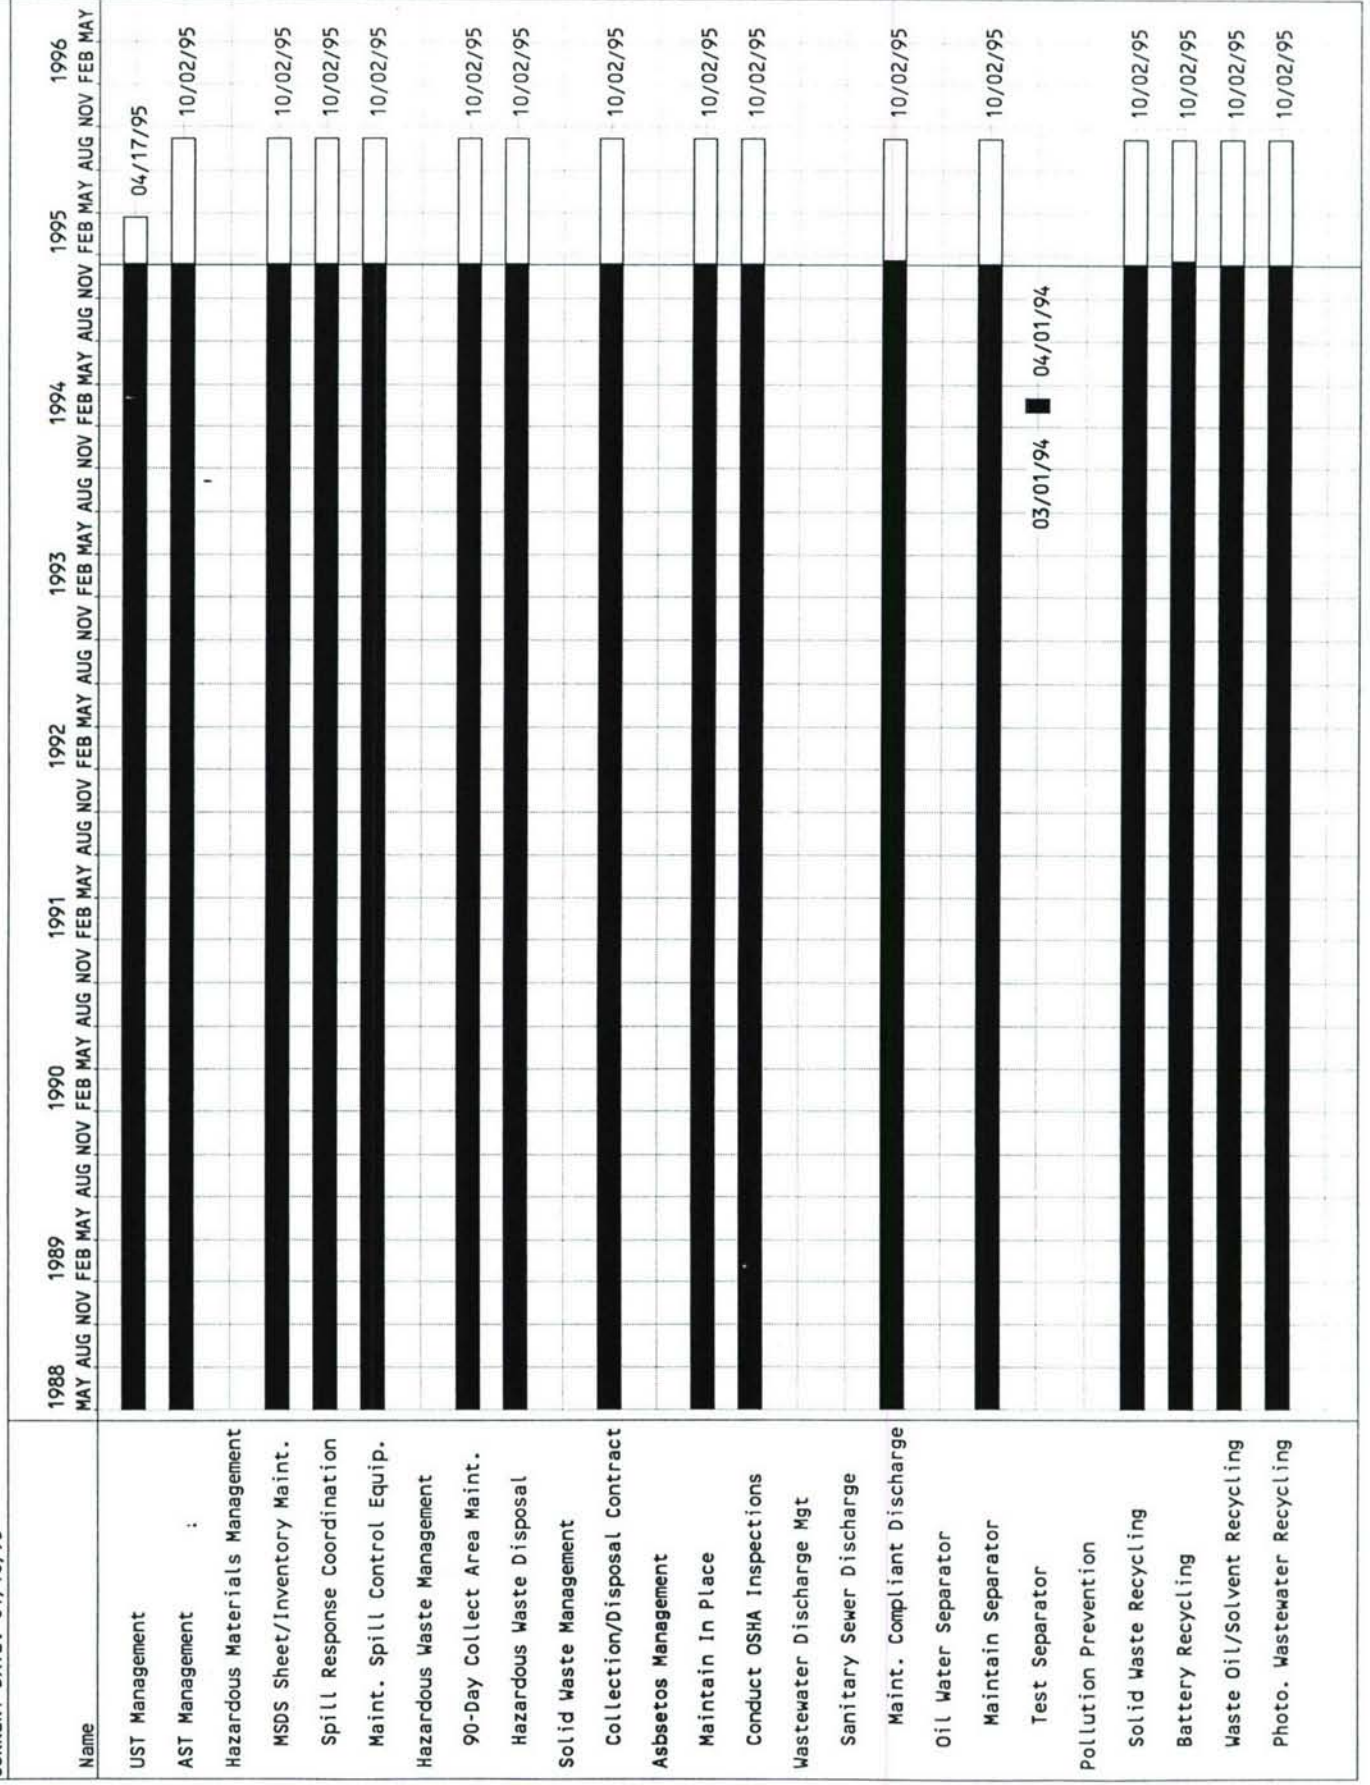 Name
1988 1989 1990 1991 1992 1993 1994 1995 1996
MAY AUG NOV FEB MAY AUG NOV FEB MAY AUG NOV FEB MAY AUG NOV FEB MAY AUG NOV FEB MAY AUG NOV FEB MAY AUG NOV FEB MAY AUG NOV FEB MAY
UST Management 04/17/95
AST Management 10/02/95
Hazardous Materials Management
MSDS Sheet/Inventory Maint. 10/02/95
Spill Response Coordination 10/02/95
Maint. Spill Control Equip. 10/02/95
Hazardous Waste Management
90-Day Collect Area Maint. 10/02/95
Hazardous Waste Disposal 10/02/95
Solid Waste Management
Collection/Disposal Contract 10/02/95
Asbsetos Management
Maintain In Place 10/02/95
Conduct OSHA Inspections 10/02/95
Wastewater Discharge Mgt
Sanitary Sewer Discharge
Maint. Compliant Discharge 10/02/95
Oil Water Separator
Maintain Separator 10/02/95
Test Separator 03/01/94 04/01/94
Pollution Prevention
Solid Waste Recycling 10/02/95
Battery Recycling 10/02/95
Waste Oil/Solvent Recycling 10/02/95
Photo. Wastewater Recycling 10/02/95